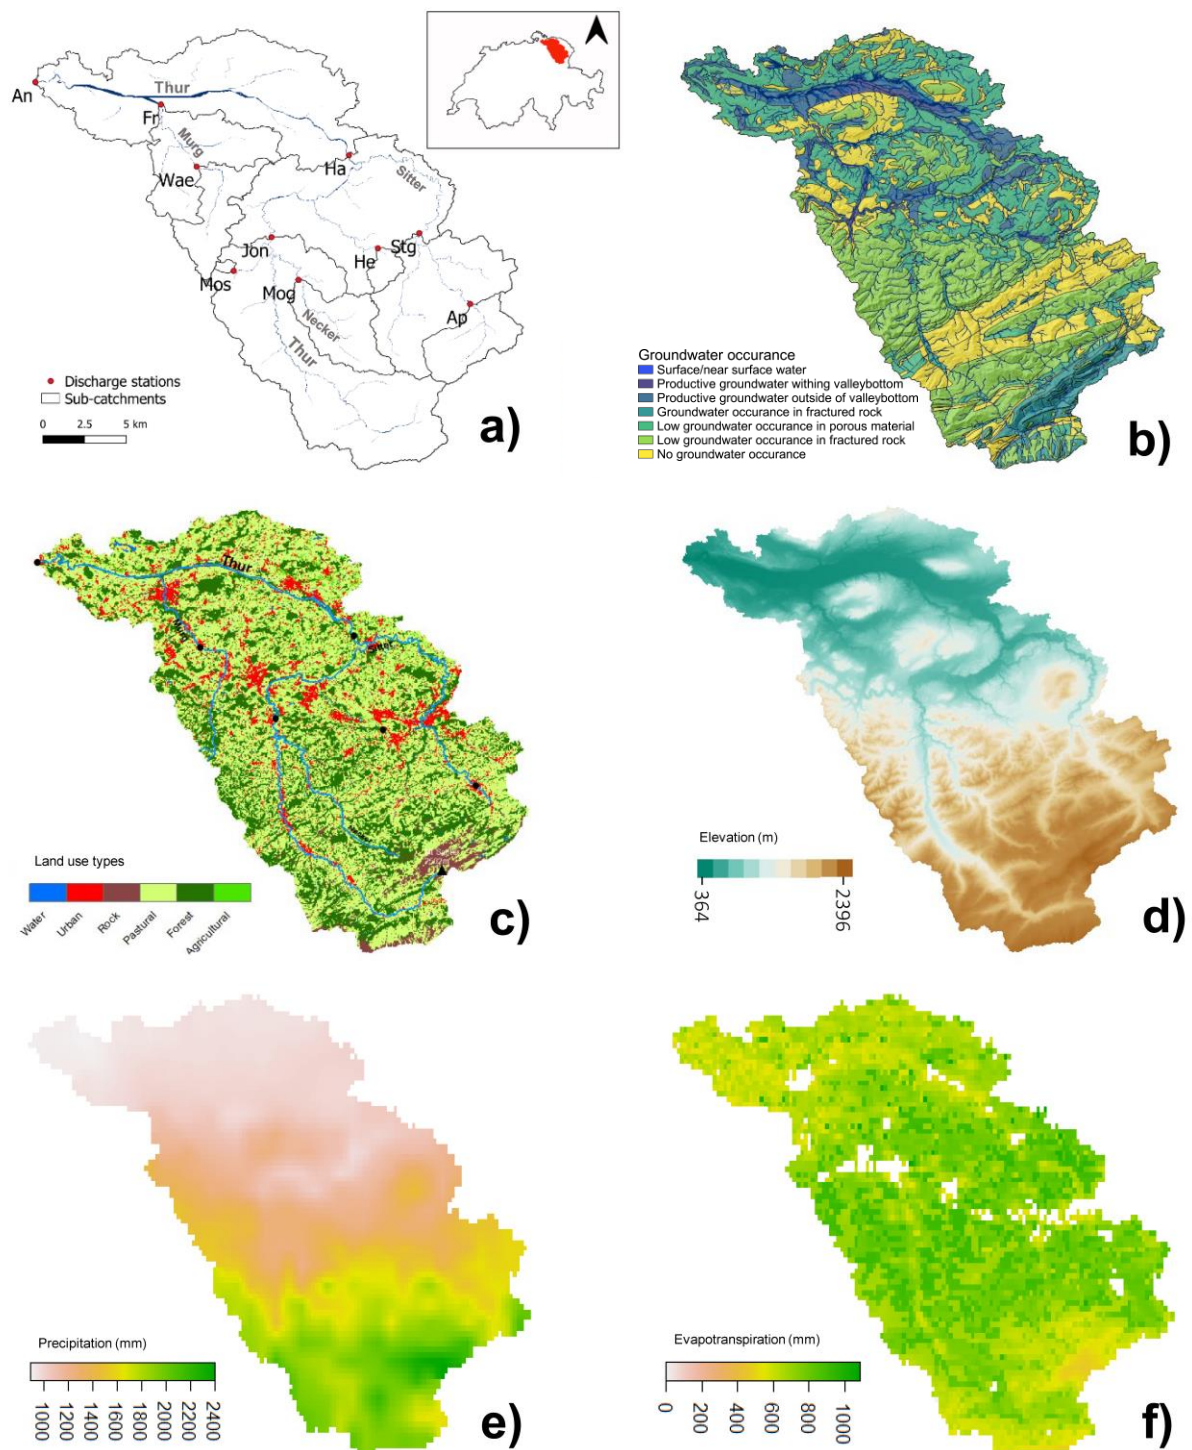 An
Thur
Fr
Murg
Wae
Ha
Sitter
Jon
Stg
He
Mos
Mog
Ap
Necker
Thur
Discharge stations
Sub-catchments
0 2.5 5 km
a)
Groundwater occurance
Surface/near surface water
Productive groundwater withing valleybottom
Productive groundwater outside of valleybottom
Groundwater occurance in fractured rock
Low groundwater occurance in porous material
Low groundwater occurance in fractured rock
No groundwater occurance
b)
Thur
Murg
Sitter
Land use types
Water
Urban
Rock
Pastural
Forest
Agricultural
c)
Elevation (m)
364
2396
d)
Precipitation (mm)
1000
1200
1400
1600
1800
2000
2200
2400
e)
Evapotranspiration (mm)
0
200
400
600
800
1000
f)